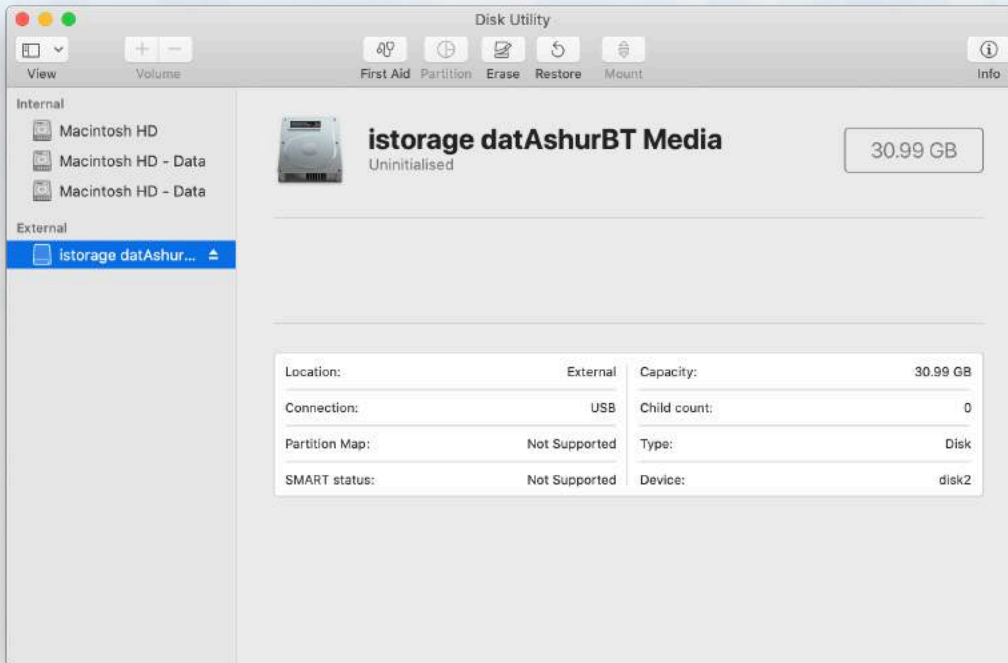 Disk Utility
View
Volume
First Aid
Partition
Erase
Restore
Mount
Info
Internal
Macintosh HD
Macintosh HD - Data
Macintosh HD - Data
External
istorage datAshur...
istorage datAshurBT Media
Uninitialised
30.99 GB
Location: External
Capacity: 30.99 GB
Connection: USB
Child count: 0
Partition Map: Not Supported
Type: Disk
SMART status: Not Supported
Device: disk2